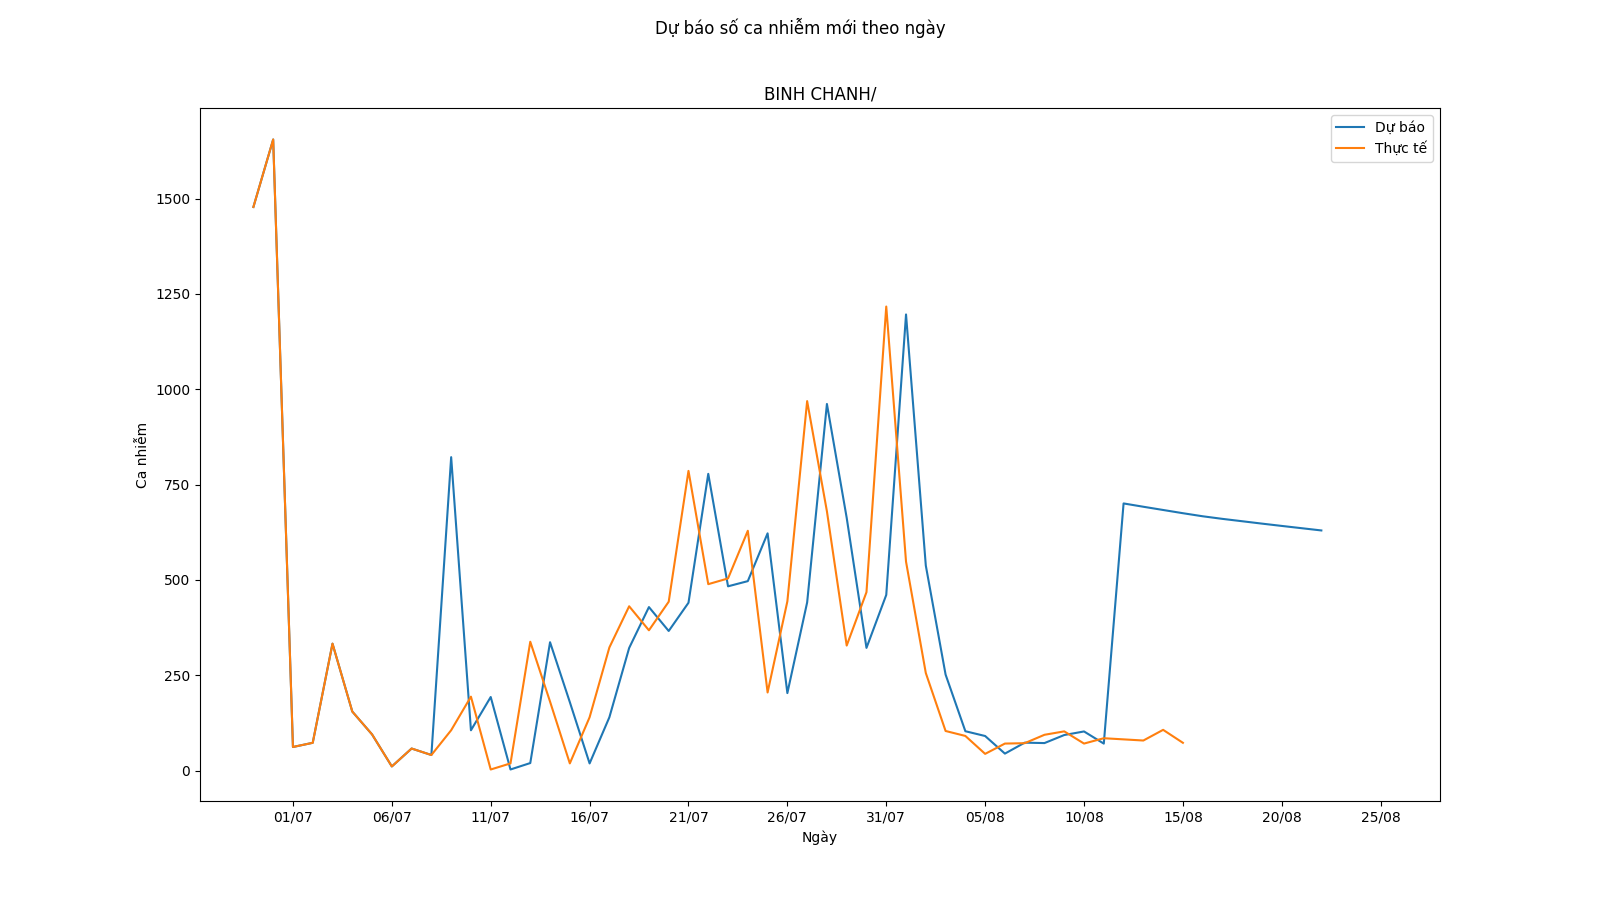 Dự báo số ca nhiễm mới theo ngày
BINH CHANH/
Dự báo
Thực tế
1500
1250
1000
750
500
250
0
Ca nhiễm
01/07 06/07 11/07 16/07 21/07 26/07 31/07 05/08 10/08 15/08 20/08 25/08
Ngày